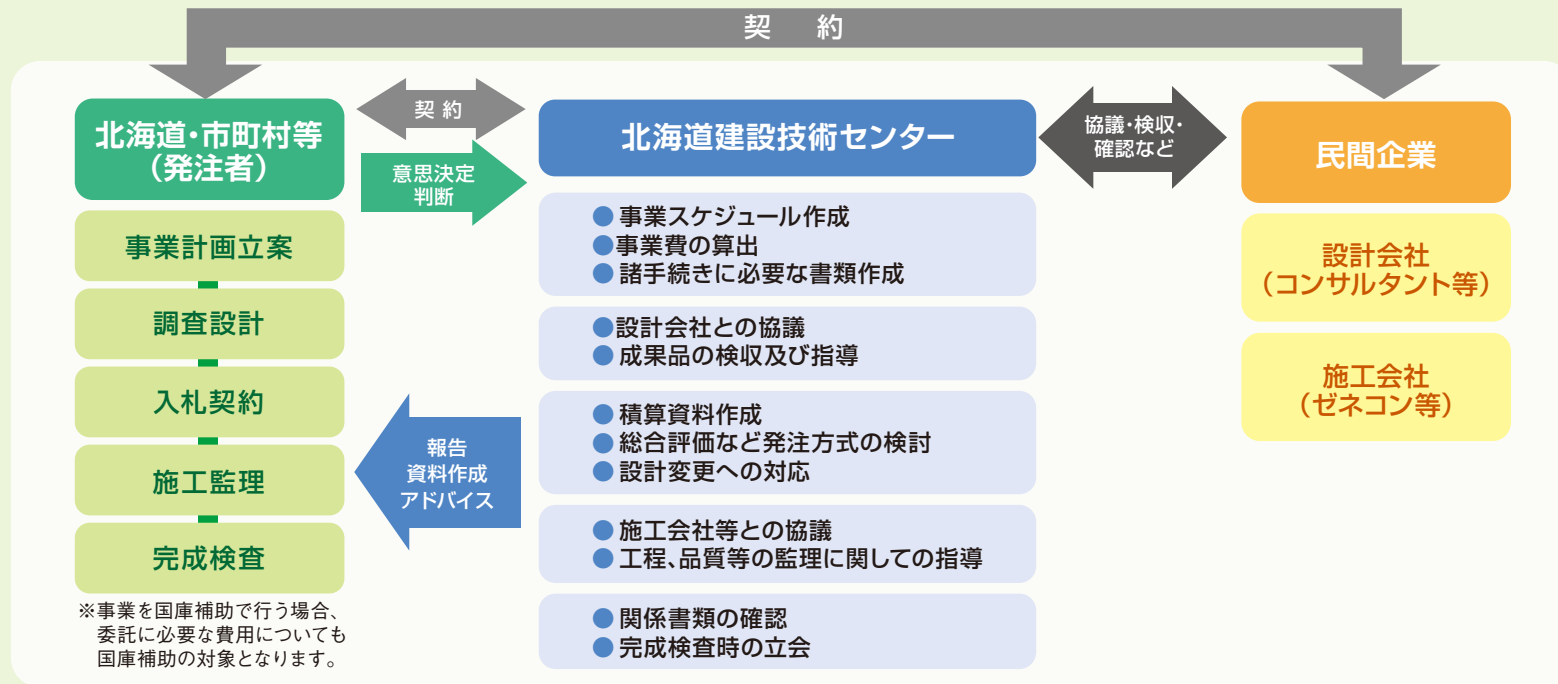 契 約
北海道・市町村等
(発注者)
契 約
意思決定
判断
北海道建設技術センター
協議・検収・
確認など
民間企業
事業計画立案
調査設計
入札契約
施工監理
完成検査
※事業を国庫補助で行う場合、
委託に必要な費用についても
国庫補助の対象となります。
報告
資料作成
アドバイス
●事業スケジュール作成
●事業費の算出
●諸手続きに必要な書類作成
●設計会社との協議
●成果品の検収及び指導
●積算資料作成
●総合評価など発注方式の検討
●設計変更への対応
●施工会社等との協議
●工程、品質等の監理に関しての指導
●関係書類の確認
●完成検査時の立会
設計会社
(コンサルタント等)
施工会社
(ゼネコン等)